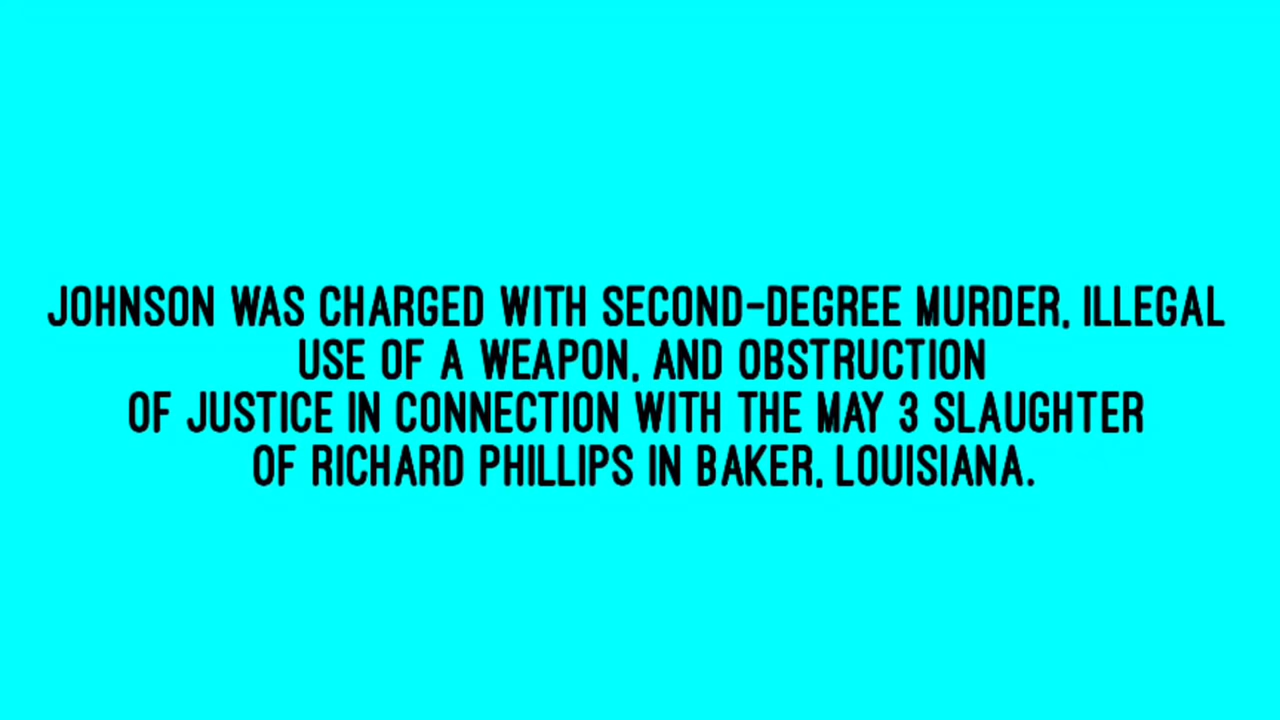 JOHNSON WAS CHARGED WITH SECOND-DEGREE MURDER, ILLEGAL
USE OF A WEAPON, AND OBSTRUCTION
OF JUSTICE IN CONNECTION WITH THE MAY 3 SLAUGHTER
OF RICHARD PHILLIPS IN BAKER, LOUISIANA.